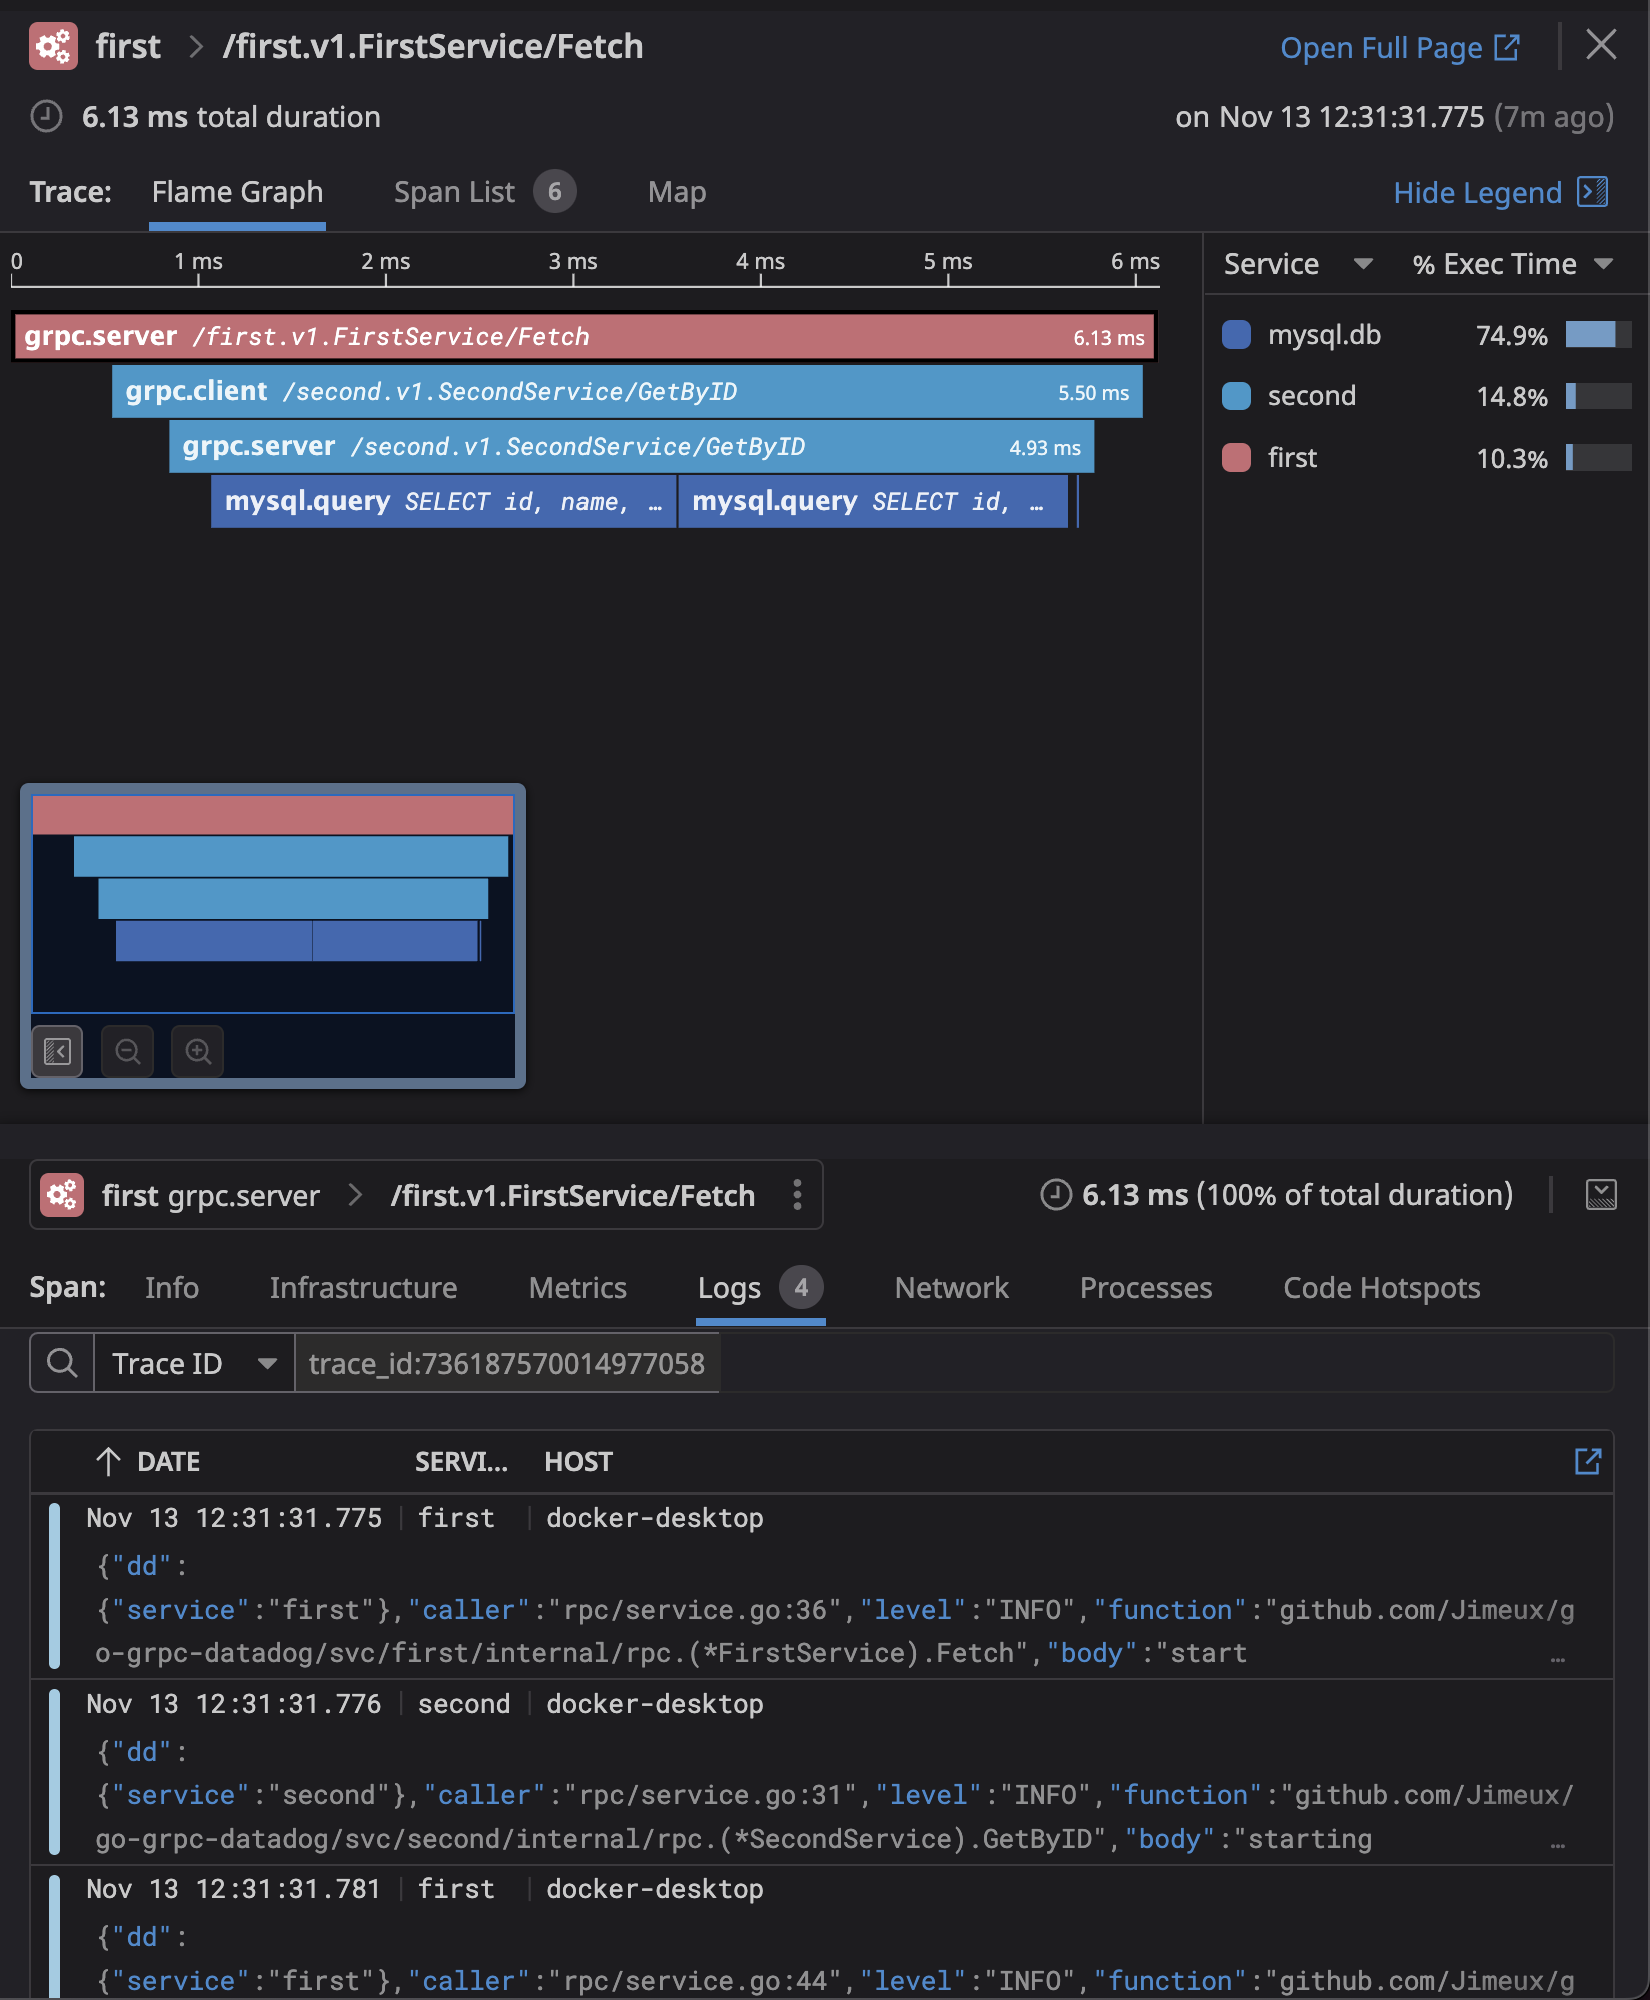 first > /first.v1.FirstService/Fetch Open Full Page
6.13 ms total duration on Nov 13 12:31:31.775 (7m ago)
Trace: Flame Graph Span List 6 Map Hide Legend
0 1 ms 2 ms 3 ms 4 ms 5 ms 6 ms
Service % Exec Time
grpc.server /first.v1.FirstService/Fetch 6.13 ms
grpc.client /second.v1.SecondService/GetByID 5.50 ms
grpc.server /second.v1.SecondService/GetByID 4.93 ms
mysql.query SELECT id, name, … mysql.query SELECT id, …
mysql.db 74.9%
second 14.8%
first 10.3%
first grpc.server > /first.v1.FirstService/Fetch 6.13 ms (100% of total duration)
Span: Info Infrastructure Metrics Logs 4 Network Processes Code Hotspots
Trace ID trace_id:736187570014977058
DATE SERVI… HOST
Nov 13 12:31:31.775 first docker-desktop
{"dd":
{"service":"first"},"caller":"rpc/service.go:36","level":"INFO","function":"github.com/Jimeux/g
o-grpc-datadog/svc/first/internal/rpc.(*FirstService).Fetch","body":"start …
Nov 13 12:31:31.776 second docker-desktop
{"dd":
{"service":"second"},"caller":"rpc/service.go:31","level":"INFO","function":"github.com/Jimeux/
go-grpc-datadog/svc/second/internal/rpc.(*SecondService).GetByID","body":"starting …
Nov 13 12:31:31.781 first docker-desktop
{"dd":
{"service":"first"},"caller":"rpc/service.go:44","level":"INFO","function":"github.com/Jimeux/g